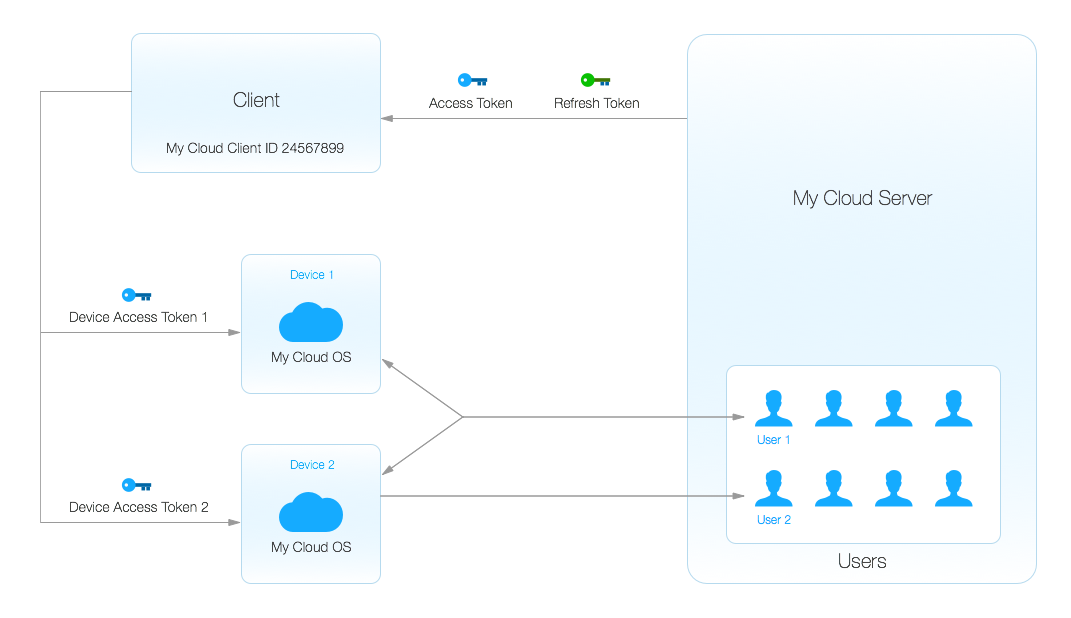 Client
My Cloud Client ID 24567899
Access Token
Refresh Token
My Cloud Server
Device 1
My Cloud OS
Device Access Token 1
Device 2
My Cloud OS
Device Access Token 2
User 1
User 2
Users